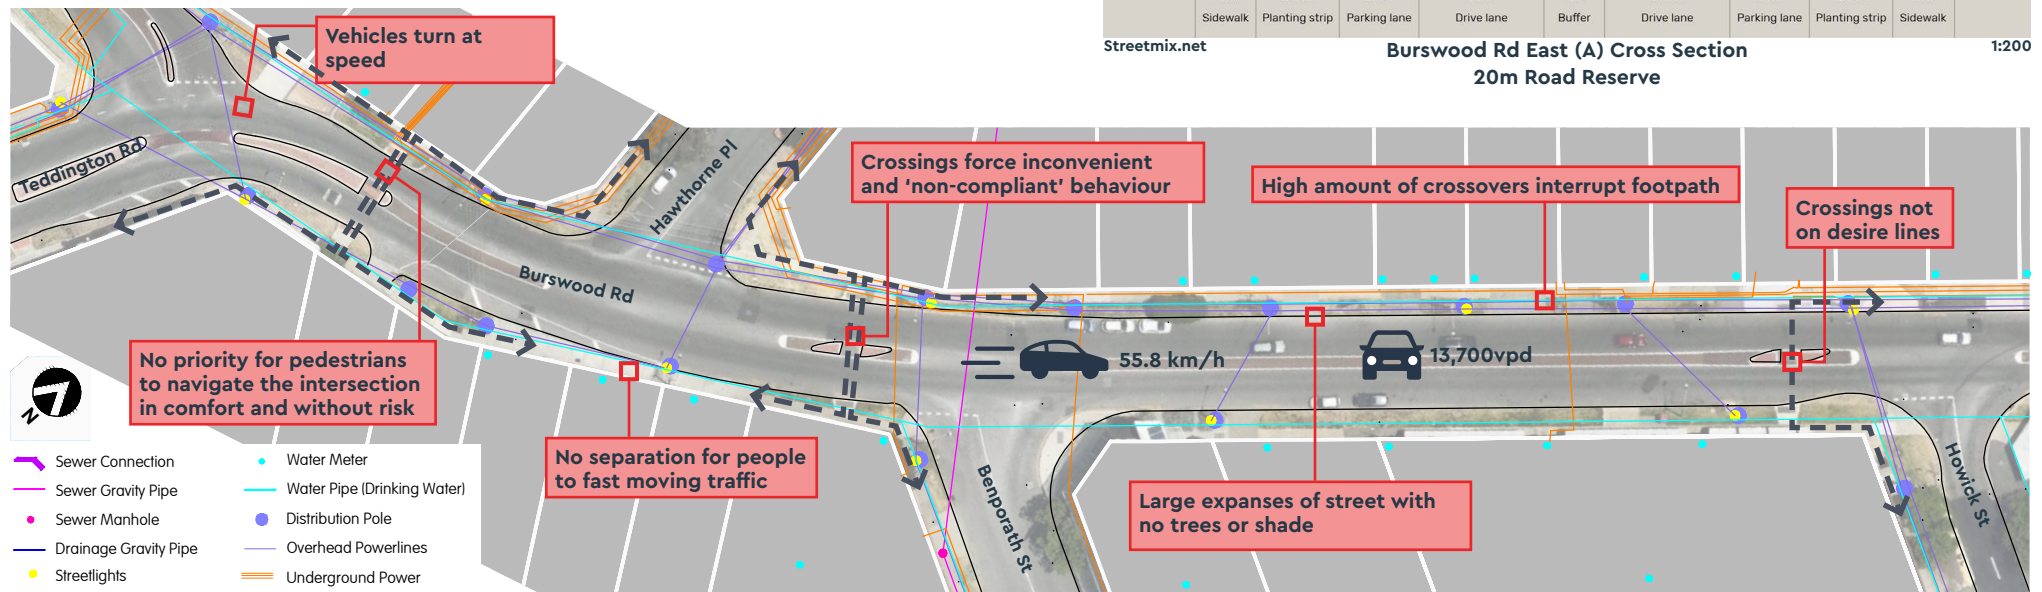 Sidewalk
Planting strip
Parking lane
Drive lane
Buffer
Drive lane
Parking lane
Planting strip
Sidewalk
Streetmix.net
Burswood Rd East (A) Cross Section
1:200
20m Road Reserve
Vehicles turn at
speed
Teddington Rd
Hawthorne Pl
Crossings force inconvenient
and ‘non-compliant’ behaviour
High amount of crossovers interrupt footpath
Crossings not
on desire lines
Burswood Rd
55.8 km/h
13,700vpd
No priority for pedestrians
to navigate the intersection
in comfort and without risk
No separation for people
to fast moving traffic
Large expanses of street with
no trees or shade
Benporath St
Howick St
N
Sewer Connection
Sewer Gravity Pipe
Sewer Manhole
Drainage Gravity Pipe
Streetlights
Water Meter
Water Pipe (Drinking Water)
Distribution Pole
Overhead Powerlines
Underground Power